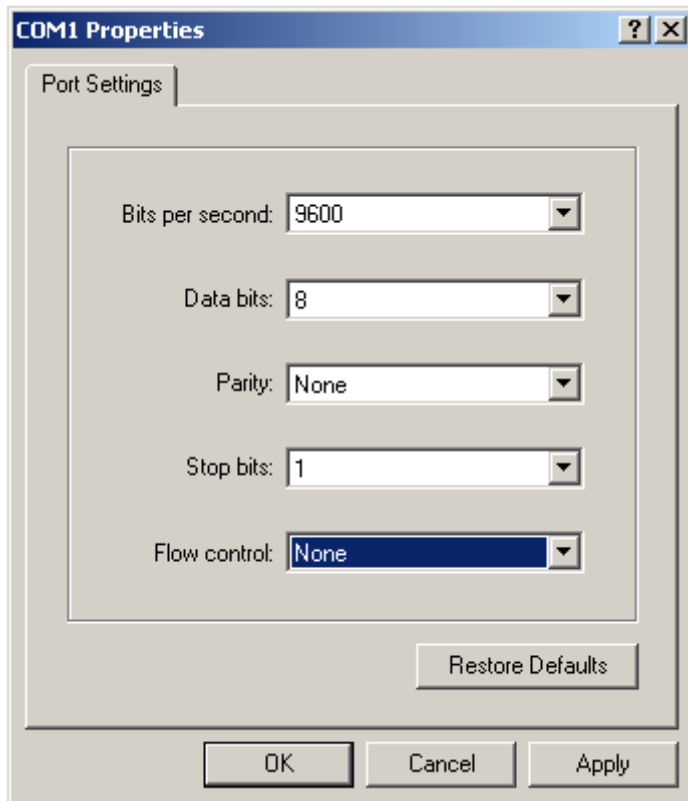 COM1 Properties
Port Settings
Bits per second: 9600
Data bits: 8
Parity: None
Stop bits: 1
Flow control: None
Restore Defaults
OK Cancel Apply